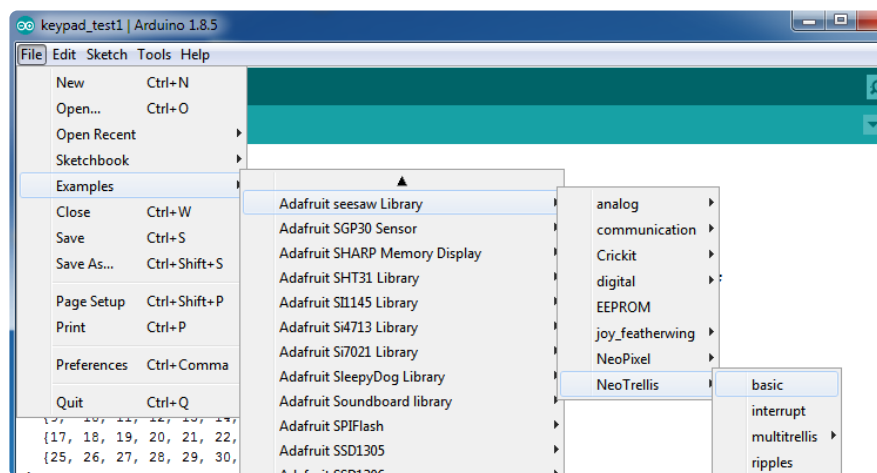 keypad_test1 | Arduino 1.8.5
File Edit Sketch Tools Help
New Ctrl+N
Open... Ctrl+O
Open Recent
Sketchbook
Examples
Close Ctrl+W
Save Ctrl+S
Save As... Ctrl+Shift+S
Page Setup Ctrl+Shift+P
Print Ctrl+P
Preferences Ctrl+Comma
Quit Ctrl+Q
Adafruit seesaw Library
Adafruit SGP30 Sensor
Adafruit SHARP Memory Display
Adafruit SHT31 Library
Adafruit SI1145 Library
Adafruit Si4713 Library
Adafruit Si7021 Library
Adafruit SleepyDog Library
Adafruit Soundboard library
Adafruit SPIFlash
Adafruit SSD1305
analog
communication
Crickit
digital
EEPROM
joy_featherwing
NeoPixel
NeoTrellis
basic
interrupt
multitrellis
ripples
{17, 18, 19, 20, 21, 22,
{25, 26, 27, 28, 29, 30,